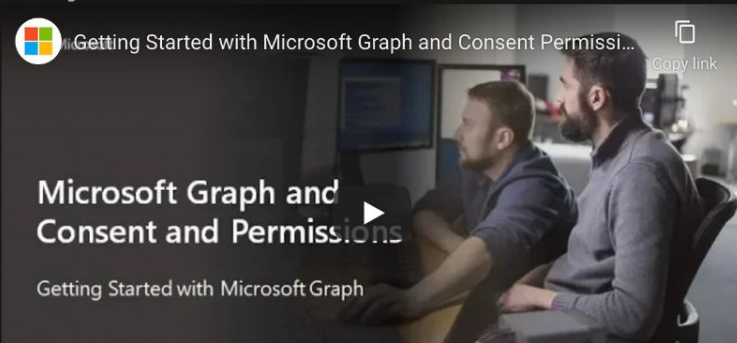 Microsoft
Getting Started with Microsoft Graph and Consent Permissi...
Copy link
Microsoft Graph and
Consent and Permissions
Getting Started with Microsoft Graph